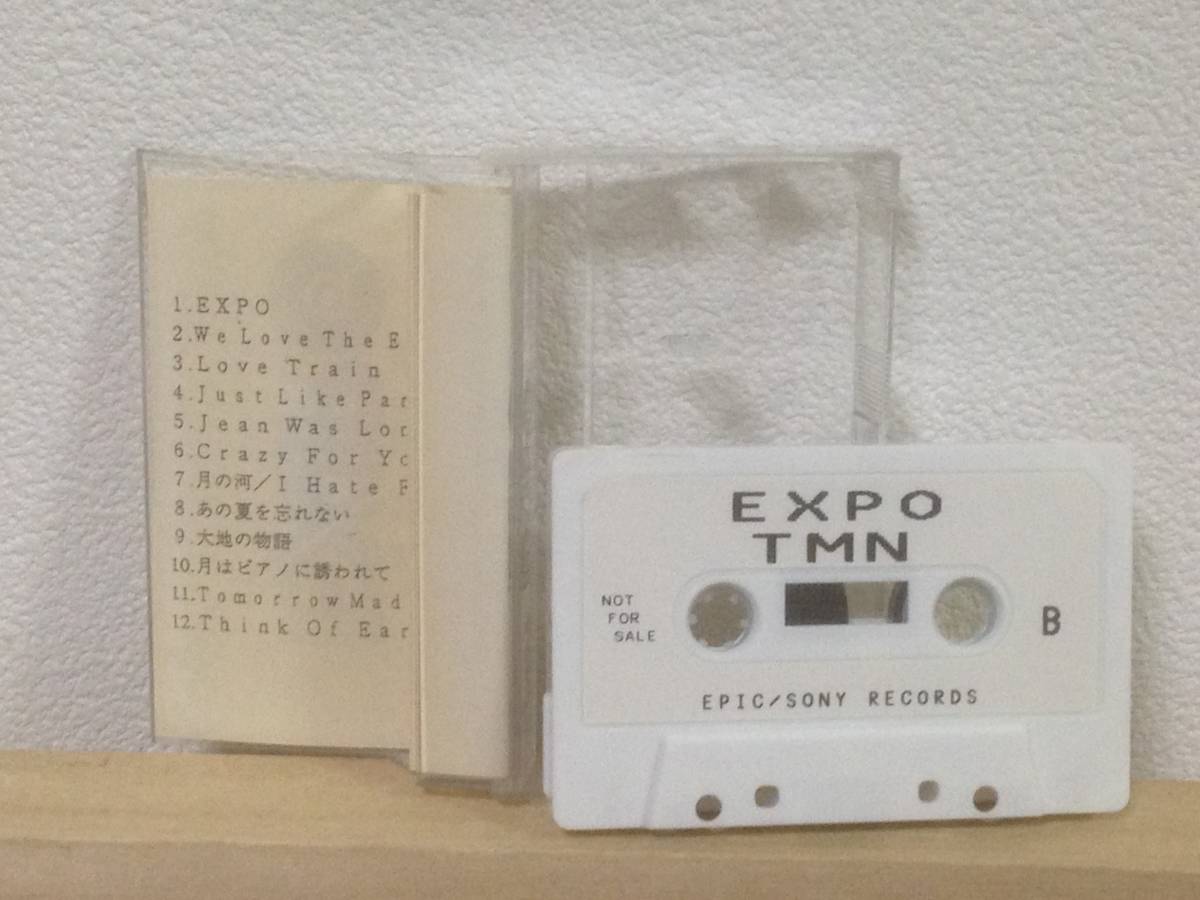 1.EXPO
2.We Love The E
3.Love Train
4.Just Like Par
5.Jean Was Lon
6.Crazy For Yo
7.月の河/I Hate F
8.あの夏を忘れない
9.大地の物語
10.月はピアノに誘われて
11.Tomorrow Mad
12.Think Of Ear
EXPO
TMN
NOT
FOR
SALE
B
EPIC/SONY RECORDS